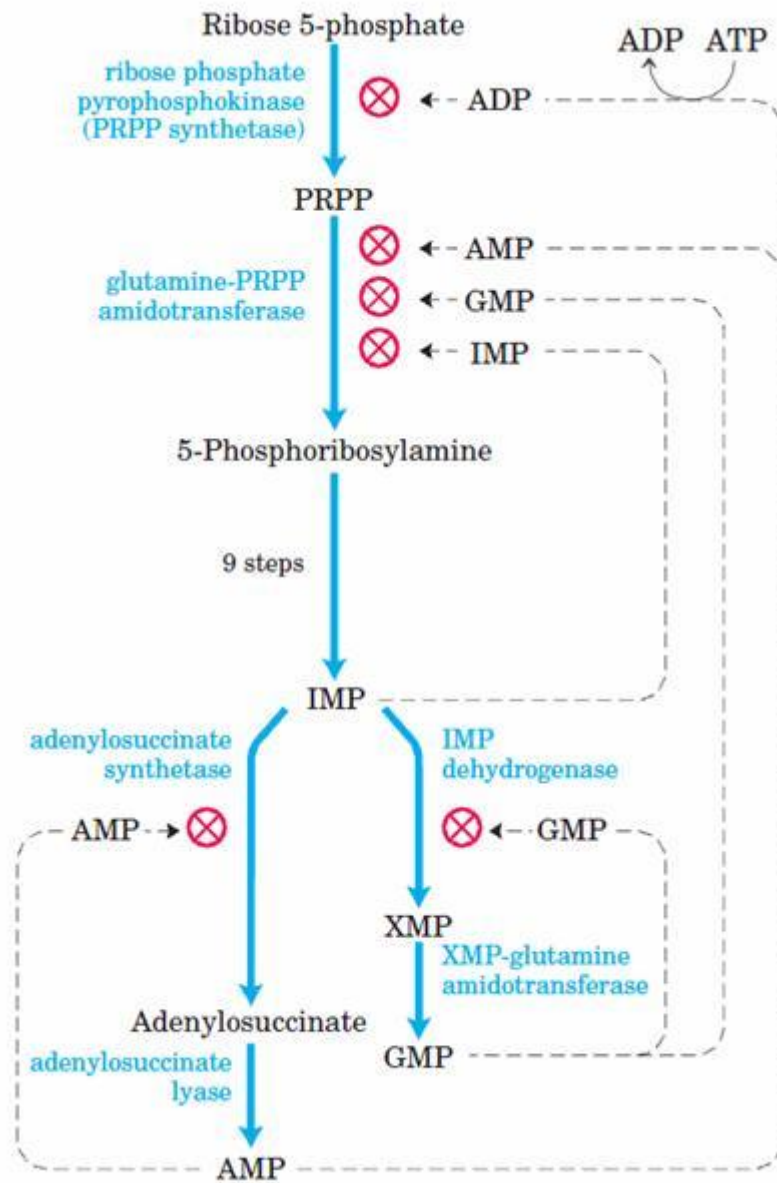 Ribose 5-phosphate
ADP ATP
ribose phosphate
pyrophosphokinase
(PRPP synthetase)
ADP
PRPP
AMP
glutamine-PRPP
amidotransferase
GMP
IMP
5-Phosphoribosylamine
9 steps
IMP
adenylosuccinate
synthetase
IMP
dehydrogenase
AMP
GMP
XMP
XMP-glutamine
amidotransferase
Adenylosuccinate
GMP
adenylosuccinate
lyase
AMP